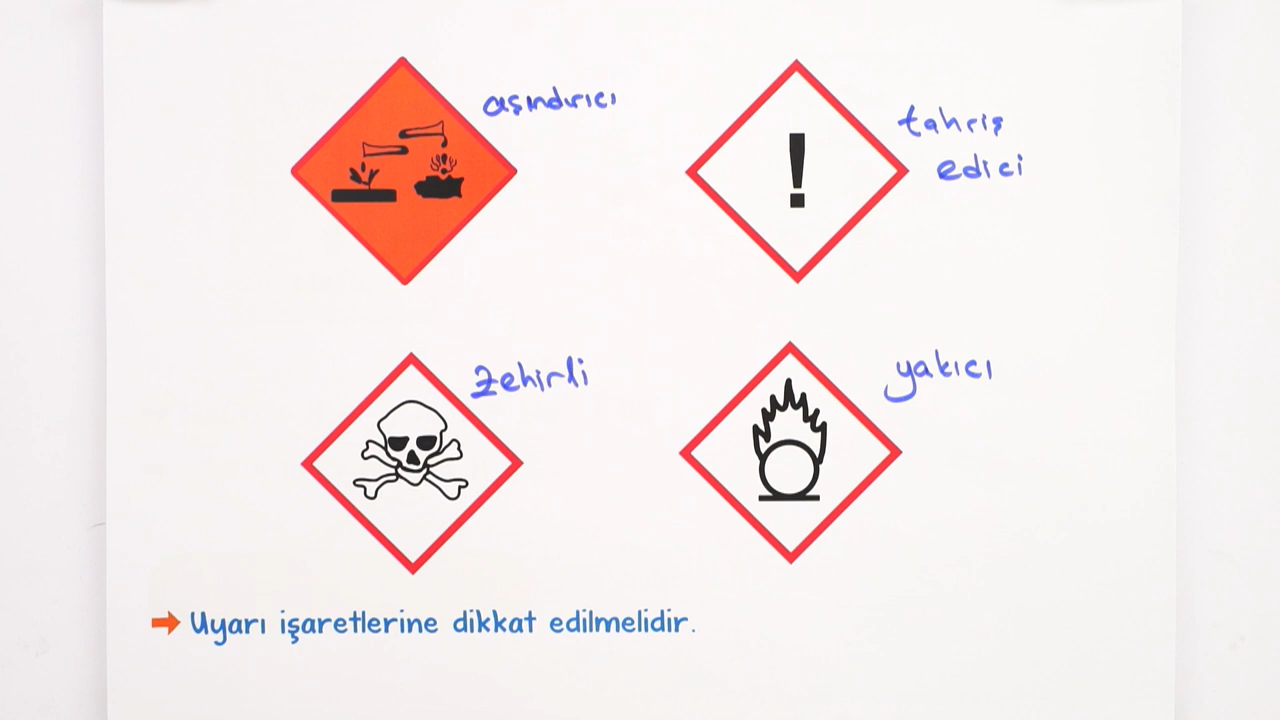 aşındırıcı
tahriş
edici
!
zehirli
yakıcı
Uyarı işaretlerine dikkat edilmelidir.